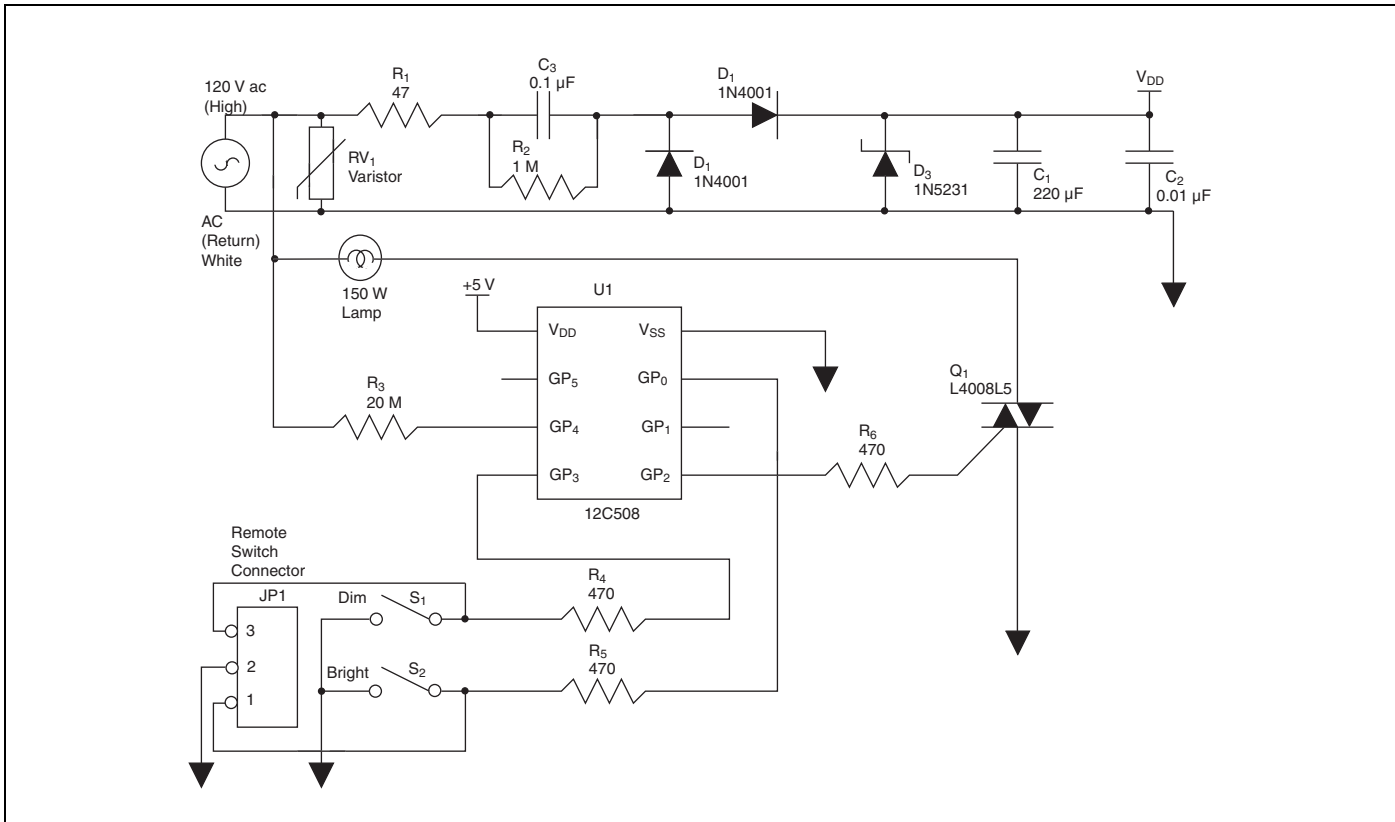 120 V ac
(High)
R1
47
C3
0.1 µF
D1
1N4001
VDD
RV1
Varistor
R2
1 M
D1
1N4001
D3
1N5231
C1
220 µF
C2
0.01 µF
AC
(Return)
White
150 W
Lamp
+5 V
U1
VDD
VSS
GP5
GP0
R3
20 M
GP4
GP1
GP3
GP2
12C508
R6
470
Q1
L4008L5
Remote
Switch
Connector
JP1
3
2
1
Dim
S1
R4
470
Bright
S2
R5
470